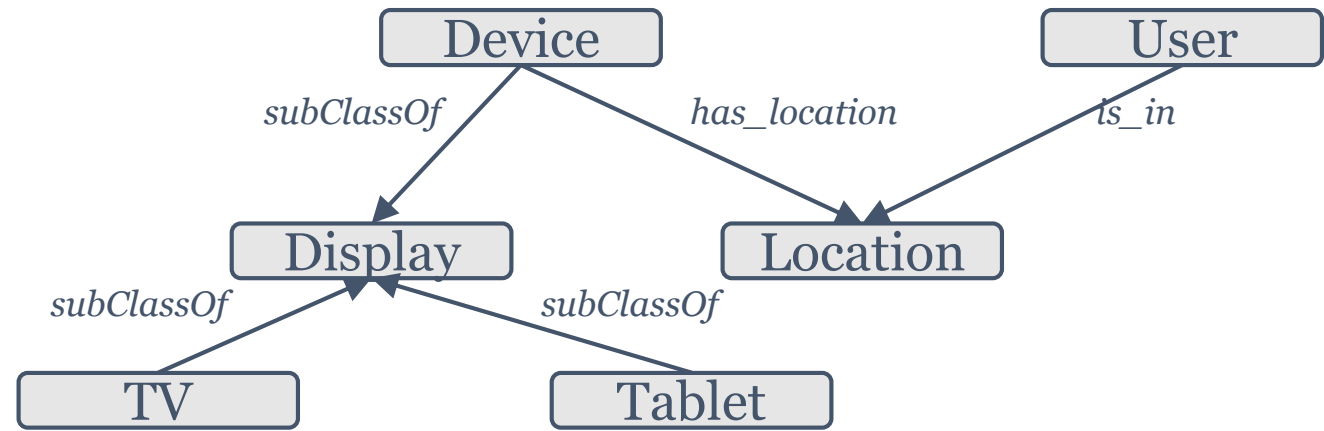 Device
User
subClassOf
has_location
is_in
Display
Location
subClassOf
subClassOf
TV
Tablet